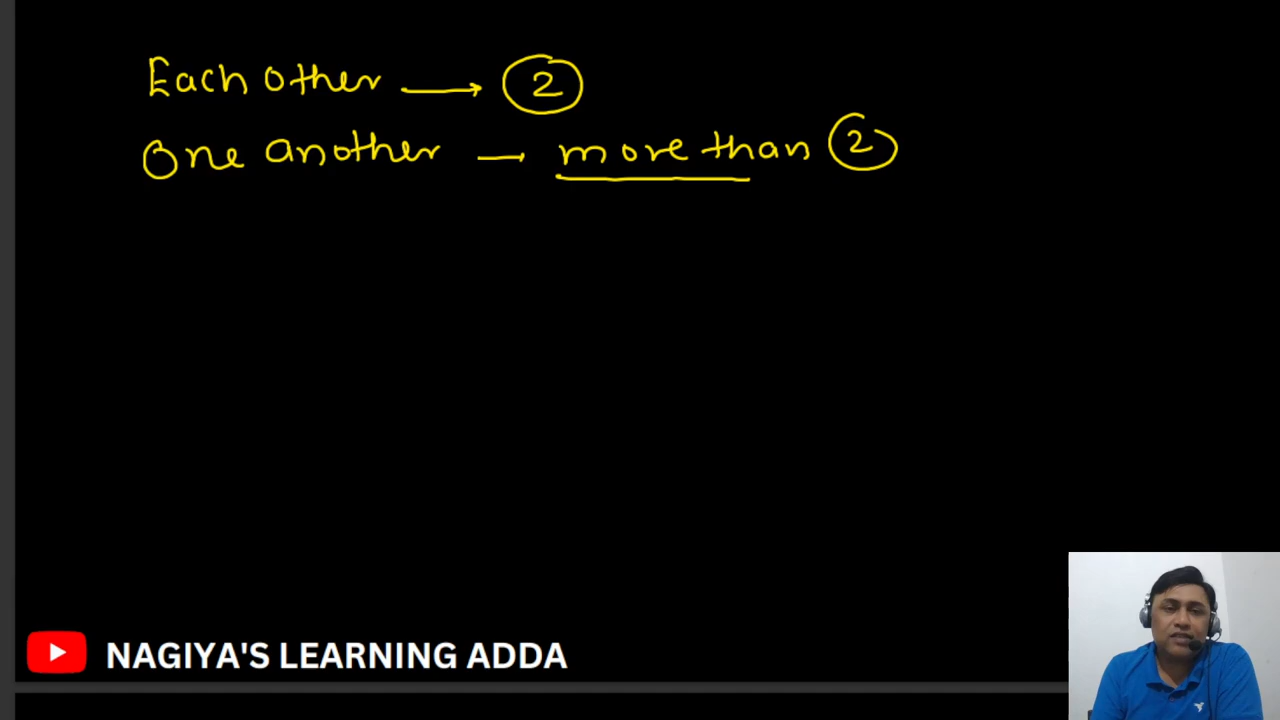 Each other → 2
One another — more than 2
NAGIYA'S LEARNING ADDA